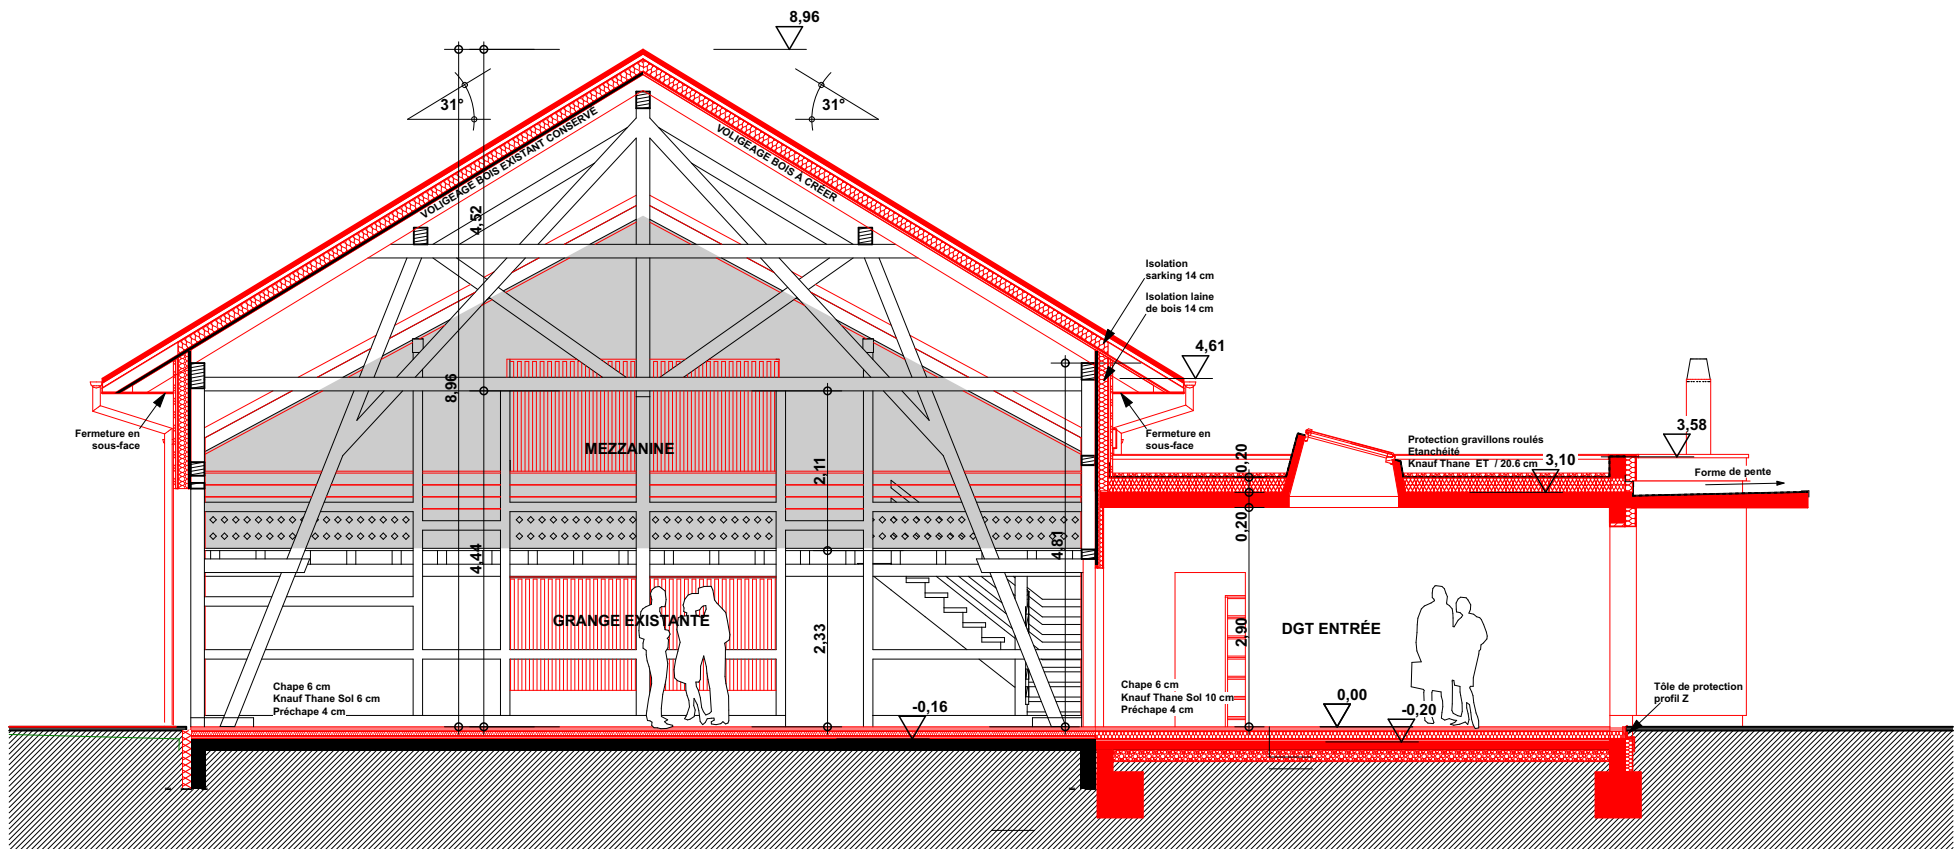 8,96
31°
31°
VOLIGEAGE BOIS EXISTANT CONSERVÉ
VOLIGEAGE BOIS A CRÉER
4,52
Isolation
sarking 14 cm
Isolation laine
de bois 14 cm
4,61
8,96
Fermeture en
sous-face
Fermeture en
sous-face
MEZZANINE
2,11
0,20
Protection gravillons roulés
Etanchéité
Knauf Thane ET / 20.6 cm
3,10
3,58
Forme de pente
4,44
4.81
0,20
GRANGE EXISTANTE
2,33
2,90
DGT ENTRÉE
Chape 6 cm
Knauf Thane Sol 6 cm
Préchape 4 cm
-0,16
Chape 6 cm
Knauf Thane Sol 10 cm
Préchape 4 cm
0,00
-0,20
Tôle de protection
profil Z